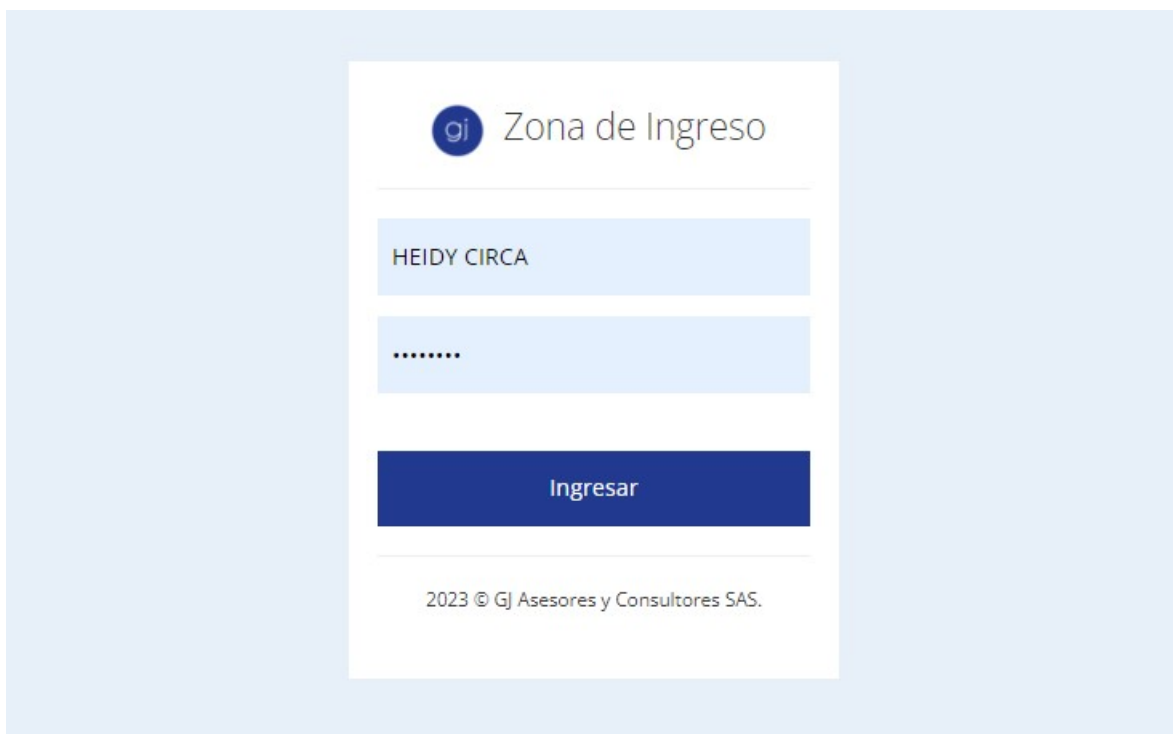 gj Zona de Ingreso
HEIDY CIRCA
••••••••
Ingresar
2023 © GJ Asesores y Consultores SAS.